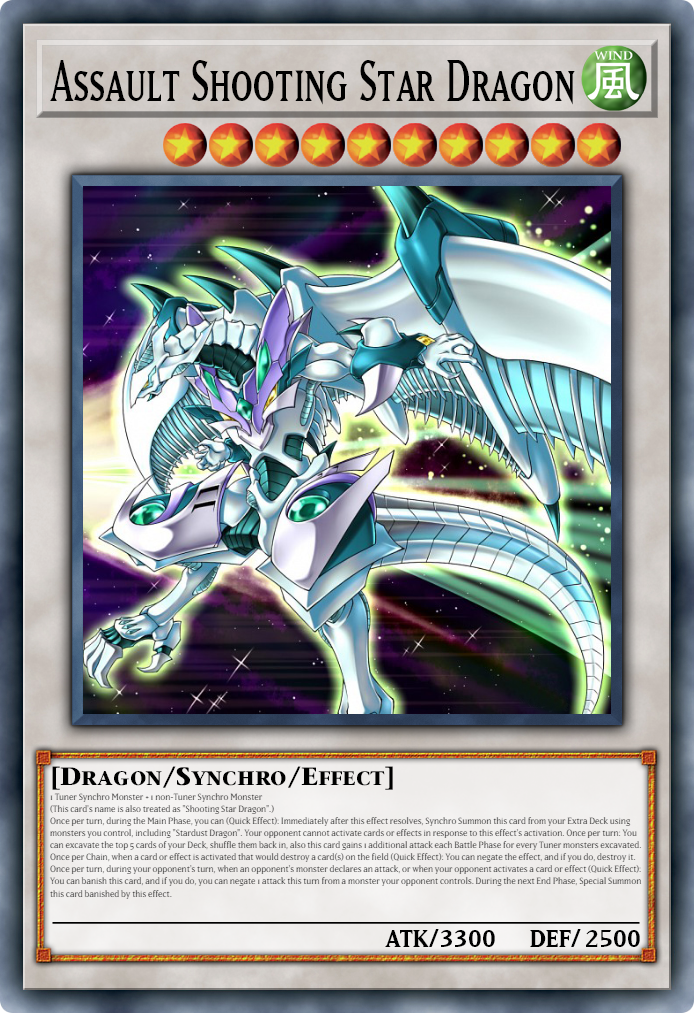 Assault Shooting Star Dragon
WIND
風
[Dragon/Synchro/Effect]
1 Tuner Synchro Monster + 1 non-Tuner Synchro Monster
(This card's name is also treated as "Shooting Star Dragon".)
Once per turn, during the Main Phase, you can (Quick Effect): Immediately after this effect resolves, Synchro Summon this card from your Extra Deck using
monsters you control, including "Stardust Dragon". Your opponent cannot activate cards or effects in response to this effect's activation. Once per turn: You
can excavate the top 5 cards of your Deck, shuffle them back in, also this card gains 1 additional attack each Battle Phase for every Tuner monsters excavated.
Once per Chain, when a card or effect is activated that would destroy a card(s) on the field (Quick Effect): You can negate the effect, and if you do, destroy it.
Once per turn, during your opponent's turn, when an opponent's monster declares an attack, or when your opponent activates a card or effect (Quick Effect):
You can banish this card, and if you do, you can negate 1 attack this turn from a monster your opponent controls. During the next End Phase, Special Summon
this card banished by this effect.
ATK/3300 DEF/ 2500